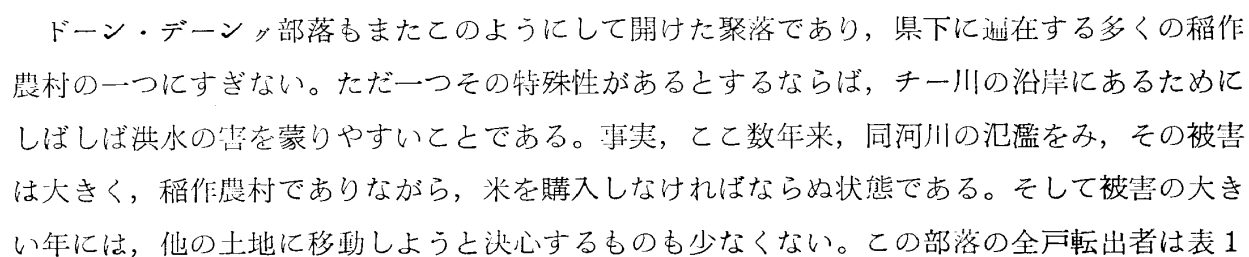 ドーン・デーング部落もまたこのようにして開けた聚落であり，県下に遍在する多くの稲作
農村の一つにすぎない。ただ一つその特殊性があるとするならば，チー川の沿岸にあるために
しばしば洪水の害を蒙りやすいことである。事実，ここ数年来，同河川の氾濫をみ，その被害
は大きく，稲作農村でありながら，米を購入しなければならぬ状態である。そして被害の大き
い年には，他の土地に移動しようと決心するものも少なくない。この部落の全戸転出者は表1